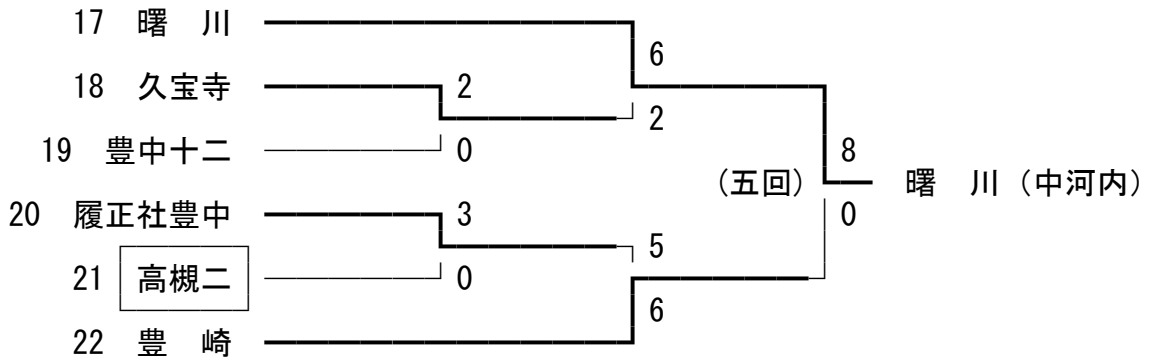 17 曙 川
6
18 久宝寺 2
2
19 豊中十二 0
8
(五回) 曙 川 (中河内)
20 履正社豊中 3 0
5
21 高槻二 0
6
22 豊 崎